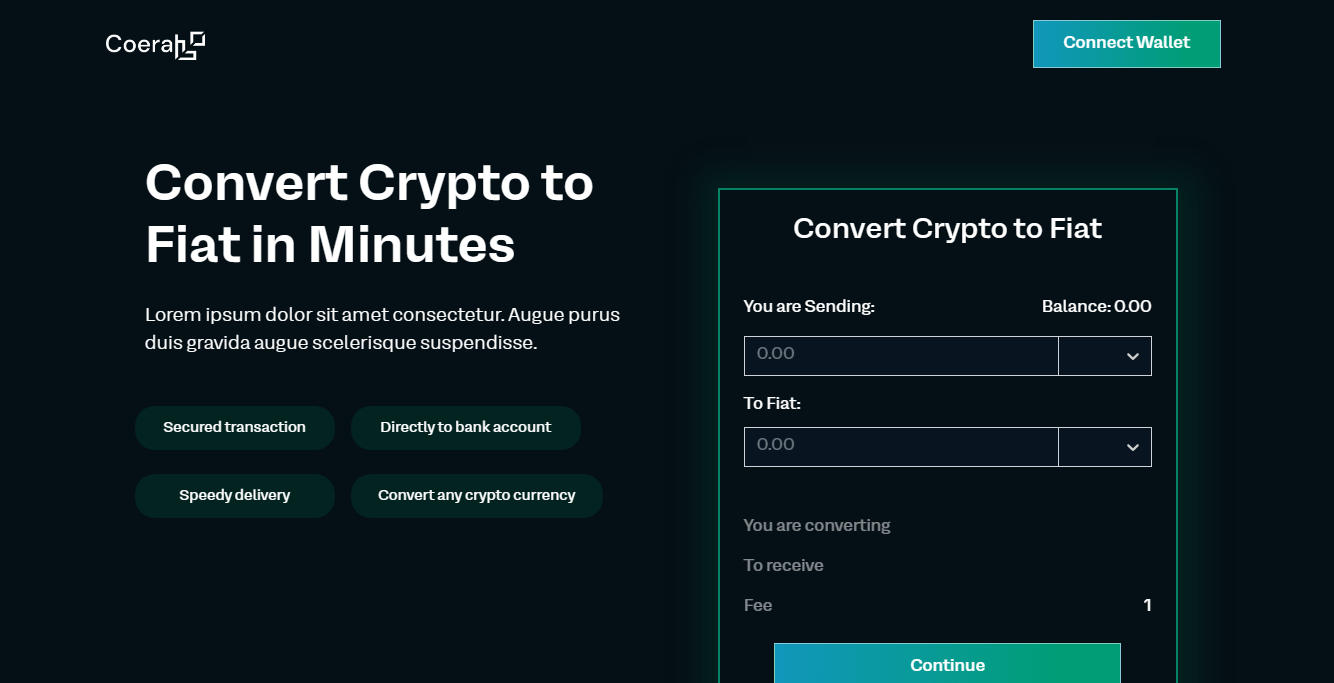 Coerah
Connect Wallet
Convert Crypto to
Fiat in Minutes
Lorem ipsum dolor sit amet consectetur. Augue purus
duis gravida augue scelerisque suspendisse.
Secured transaction
Directly to bank account
Speedy delivery
Convert any crypto currency
Convert Crypto to Fiat
You are Sending:
Balance: 0.00
0.00
To Fiat:
0.00
You are converting
To receive
Fee
1
Continue